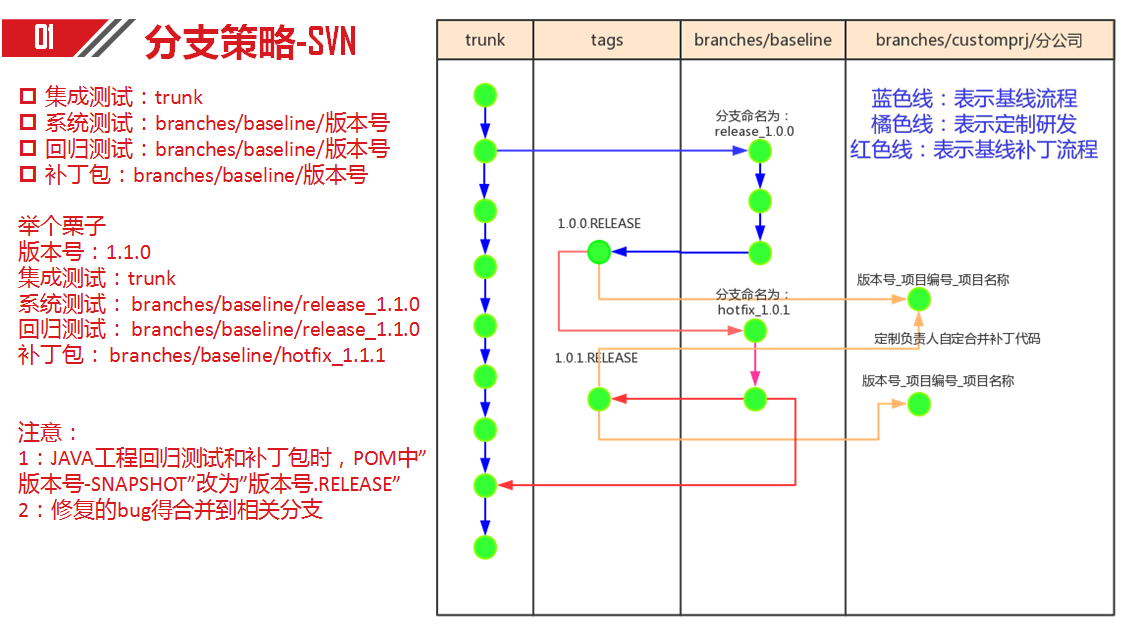 01
分支策略-SVN
集成测试：trunk
系统测试：branches/baseline/版本号
回归测试：branches/baseline/版本号
补丁包：branches/baseline/版本号
举个栗子
版本号：1.1.0
集成测试：trunk
系统测试： branches/baseline/release_1.1.0
回归测试： branches/baseline/release_1.1.0
补丁包： branches/baseline/hotfix_1.1.1
注意：
1：JAVA工程回归测试和补丁包时，POM中”
版本号-SNAPSHOT”改为”版本号.RELEASE”
2：修复的bug得合并到相关分支
trunk
tags
branches/baseline
branches/customprj/分公司
蓝色线：表示基线流程
橘色线：表示定制研发
红色线：表示基线补丁流程
分支命名为：
release_1.0.0
1.0.0.RELEASE
版本号_项目编号_项目名称
分支命名为：
hotfix_1.0.1
定制负责人自定合并补丁代码
1.0.1.RELEASE
版本号_项目编号_项目名称